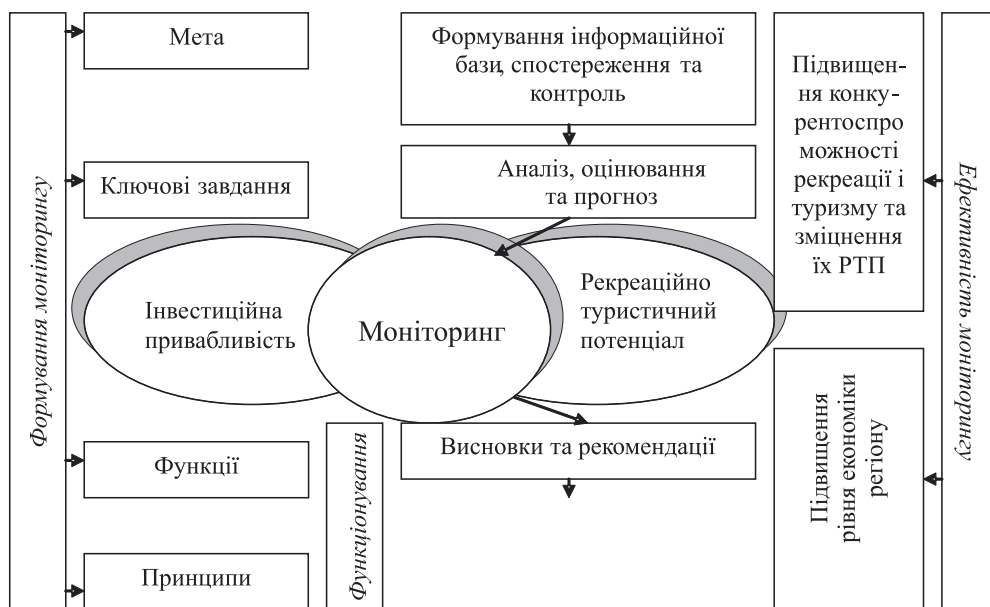 Формування моніторингу
Мета
Ключові завдання
Функції
Принципи
Формування інформаційної
бази, спостереження та
контроль
Аналіз, оцінювання
та прогноз
Інвестиційна
привабливість
Моніторинг
Рекреаційно
туристичний
потенціал
Функціонування
Висновки та рекомендації
Підвищен-
ня конку-
рентоспро
можності
рекреації і
туризму та
зміцнення
їх РТП
Підвищення
рівня економіки
регіону
Ефективність моніторингу